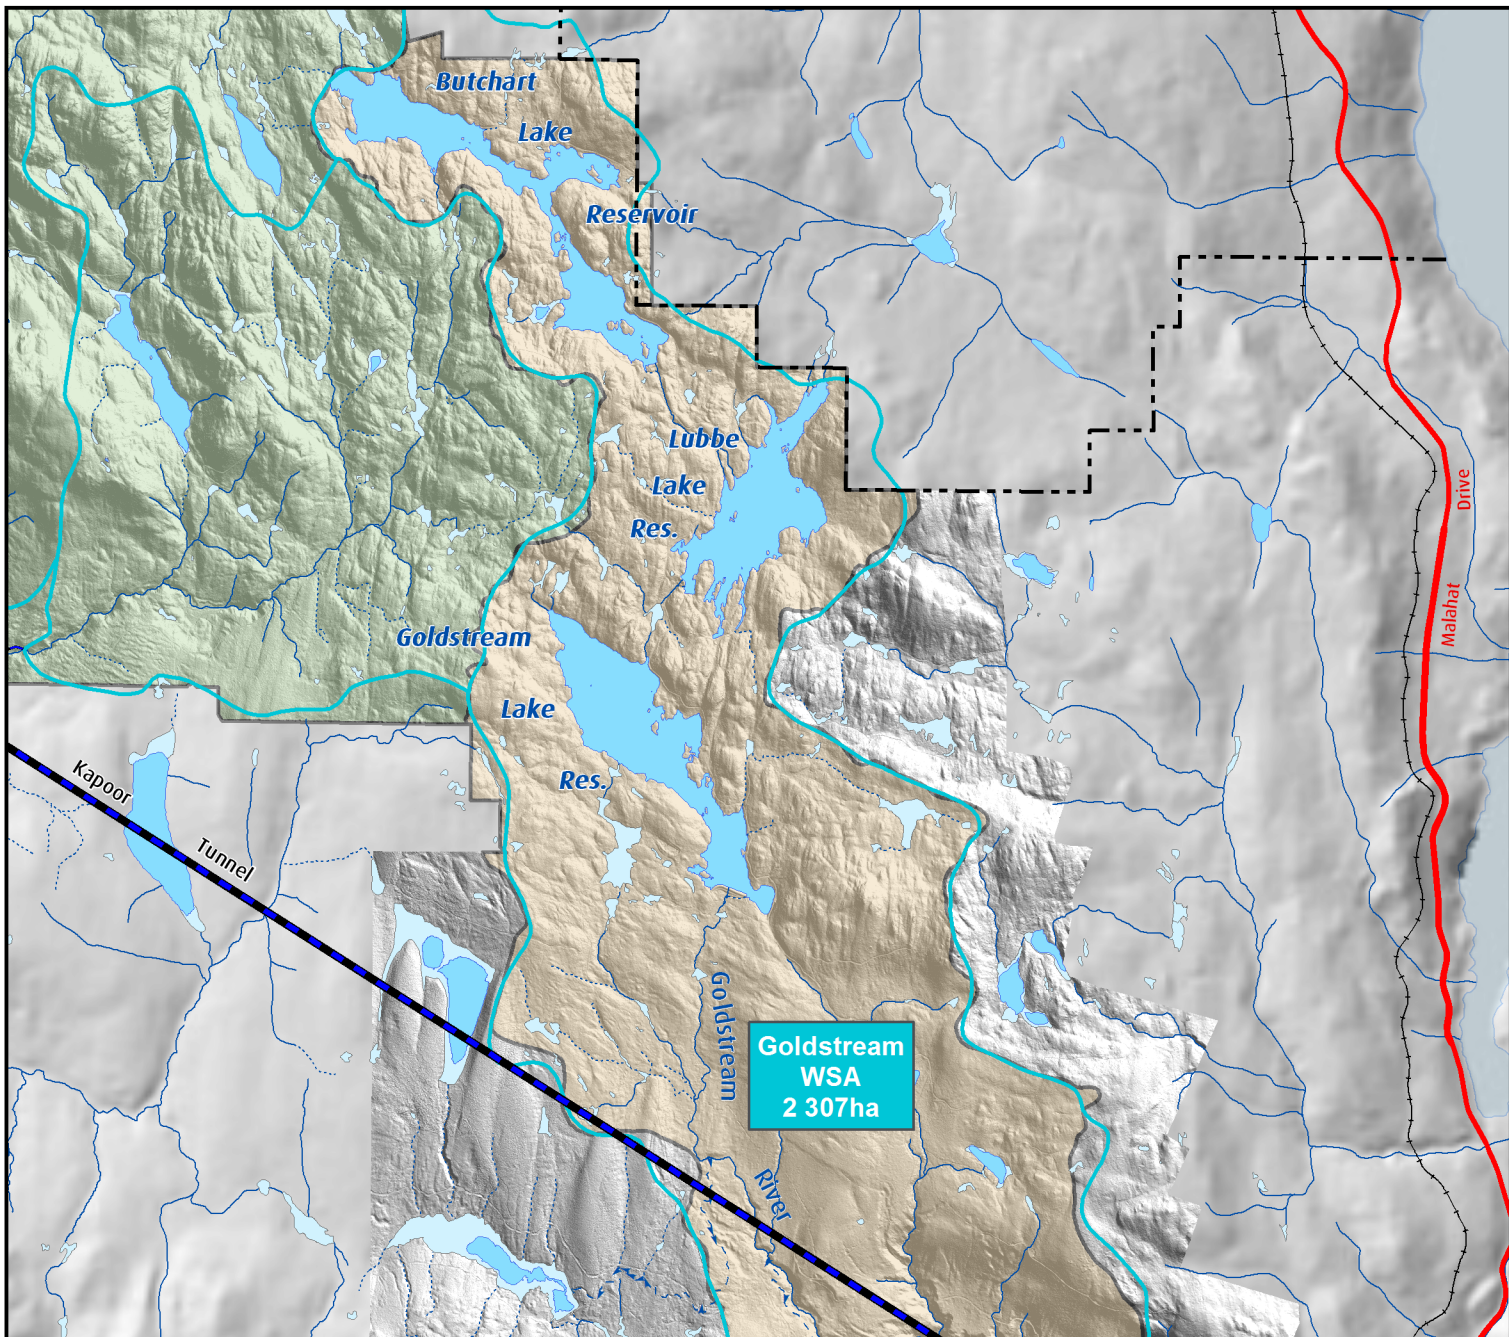 Butchart
Lake
Reservoir
Lubbe
Lake
Res.
Drive
Malahat
Goldstream
Lake
Res.
Kapoor
Tunnel
Goldstream
River
Goldstream
WSA
2 307ha